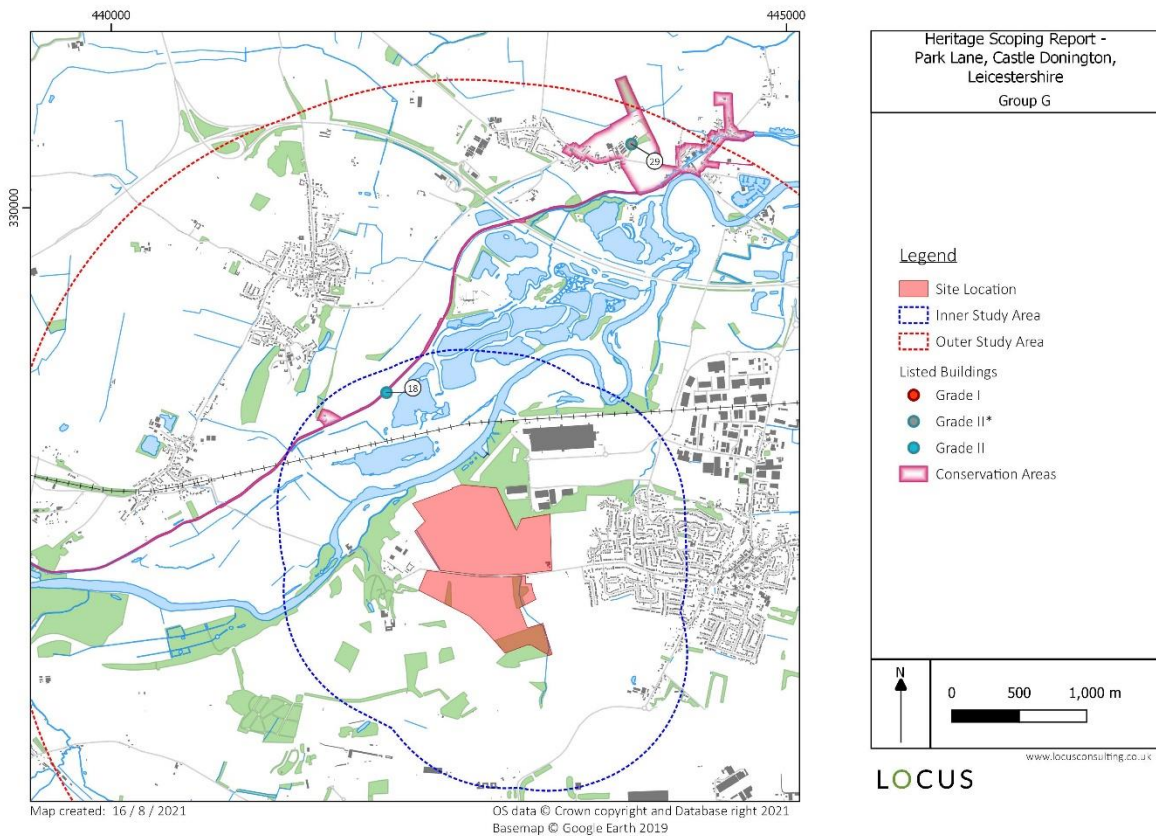 440000
445000
330000
29
18
Map created: 16 / 8 / 2021
OS data © Crown copyright and Database right 2021
Basemap © Google Earth 2019
Heritage Scoping Report -
Park Lane, Castle Donington,
Leicestershire
Group G
Legend
Site Location
Inner Study Area
Outer Study Area
Listed Buildings
Grade I
Grade II*
Grade II
Conservation Areas
N
0 500 1,000 m
www.locusconsulting.co.uk
LOCUS